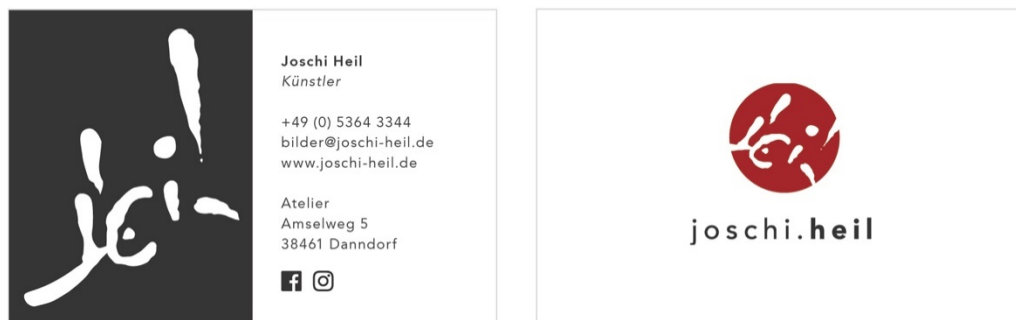 Joschi Heil
Künstler
+49 (0) 5364 3344
bilder@joschi-heil.de
www.joschi-heil.de
Atelier
Amselweg 5
38461 Danndorf
joschi.heil